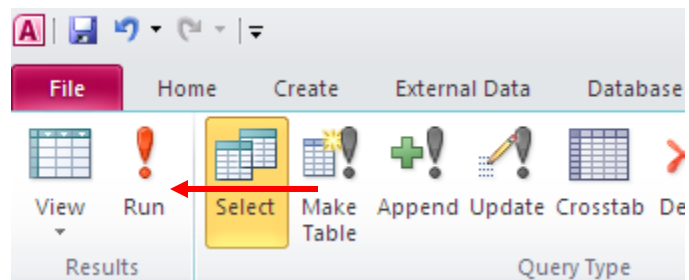 A
File Home Create External Data Database
View Run Select Make Table Append Update Crosstab De
Results Query Type